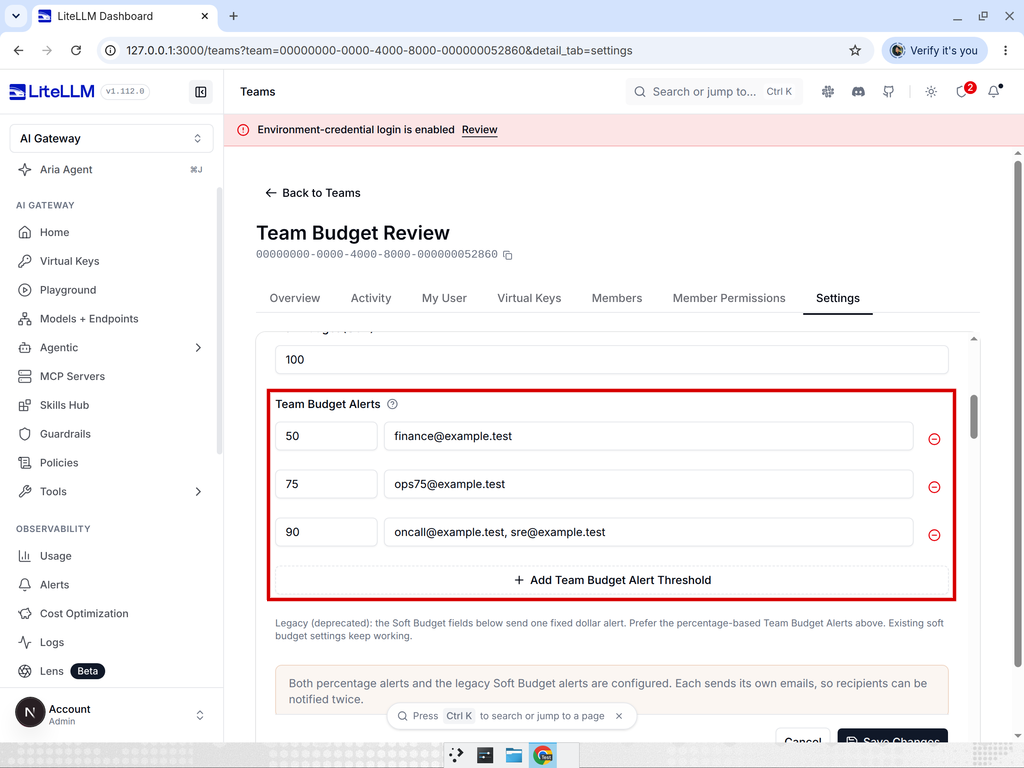 LiteLLM Dashboard
127.0.0.1:3000/teams?team=00000000-0000-4000-8000-000000052860&detail_tab=settings
Verify it's you
LiteLLM
v1.112.0
Teams
Search or jump to...
Ctrl K
2
AI Gateway
Environment-credential login is enabled Review
Aria Agent
⌘J
AI GATEWAY
Home
Virtual Keys
Playground
Models + Endpoints
Agentic
MCP Servers
Skills Hub
Guardrails
Policies
Tools
OBSERVABILITY
Usage
Alerts
Cost Optimization
Logs
Lens Beta
N
Account
Admin
Back to Teams
Team Budget Review
00000000-0000-4000-8000-000000052860
Overview
Activity
My User
Virtual Keys
Members
Member Permissions
Settings
100
Team Budget Alerts
50 finance@example.test
75 ops75@example.test
90 oncall@example.test, sre@example.test
+ Add Team Budget Alert Threshold
Legacy (deprecated): the Soft Budget fields below send one fixed dollar alert. Prefer the percentage-based Team Budget Alerts above. Existing soft
budget settings keep working.
Both percentage alerts and the legacy Soft Budget alerts are configured. Each sends its own emails, so recipients can be
notified twice.
Press Ctrl K to search or jump to a page
Cancel
Save Changes